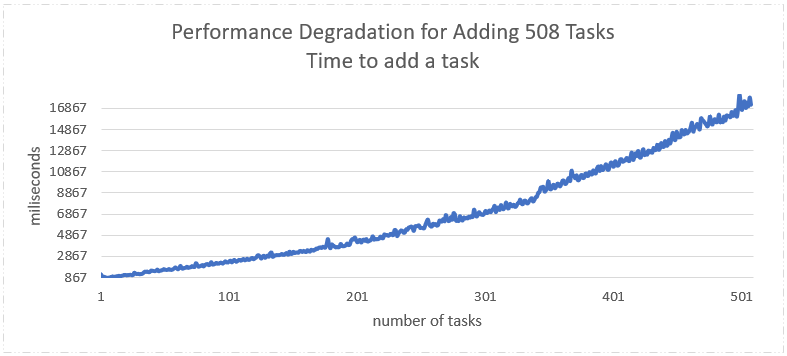 Performance Degradation for Adding 508 Tasks
Time to add a task
16867
14867
12867
10867
8867
6867
4867
2867
867
miliseconds
1 101 201 301 401 501
number of tasks